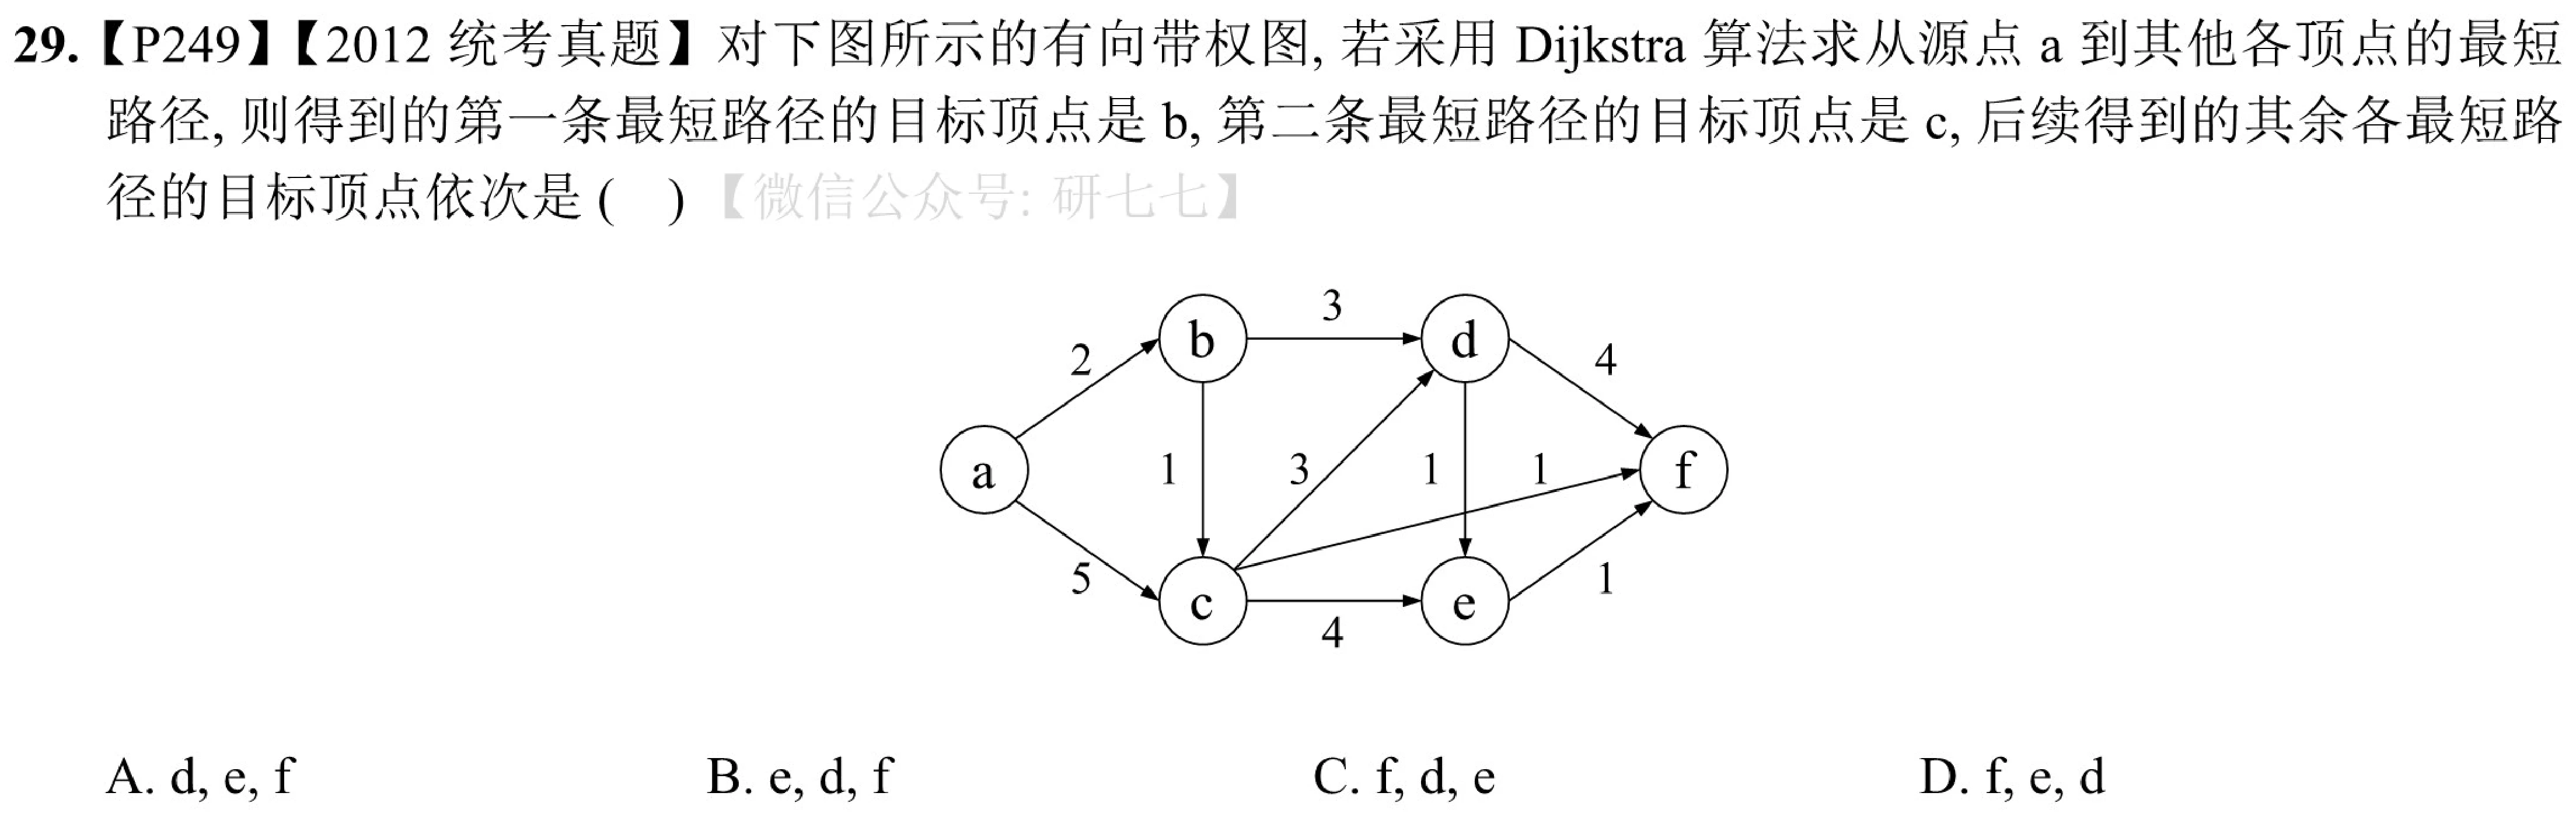 29.【P249】【2012 统考真题】对下图所示的有向带权图, 若采用 Dijkstra 算法求从源点 a 到其他各顶点的最短
路径, 则得到的第一条最短路径的目标顶点是 b, 第二条最短路径的目标顶点是 c, 后续得到的其余各最短路
径的目标顶点依次是 ( )【微信公众号: 研七七】
3
b
d
2
4
a
1
3
1
1
f
5
1
c
e
4
A. d, e, f B. e, d, f C. f, d, e D. f, e, d